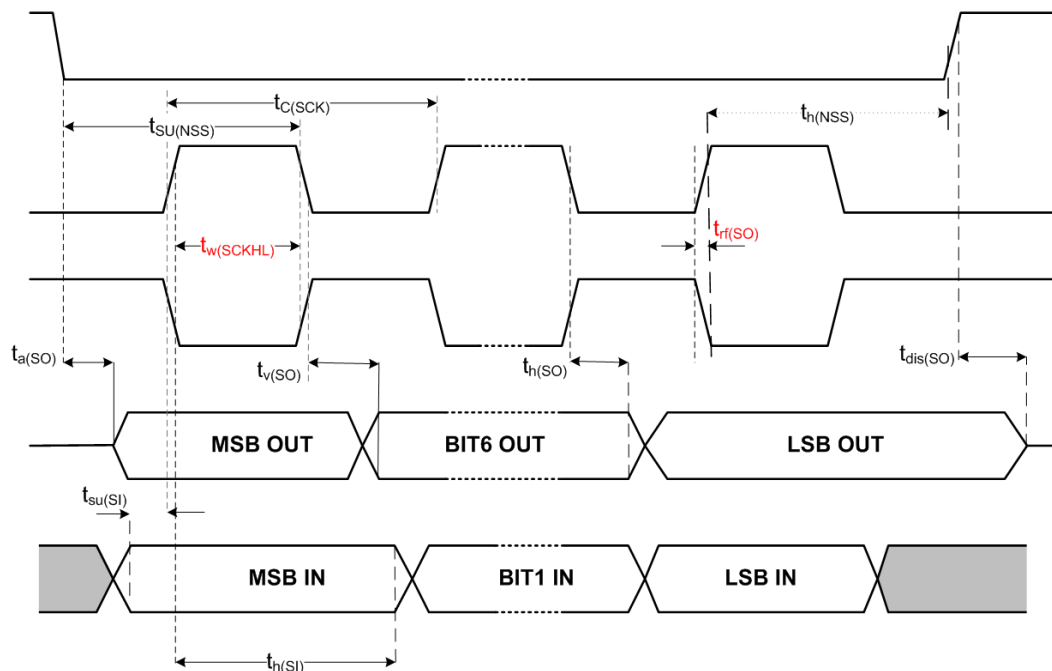 tC(SCK)
tSU(NSS)
th(NSS)
tw(SCKHL)
trf(SO)
ta(SO)
tv(SO)
th(SO)
tdis(SO)
MSB OUT
BIT6 OUT
LSB OUT
tsu(SI)
MSB IN
BIT1 IN
LSB IN
th(SI)